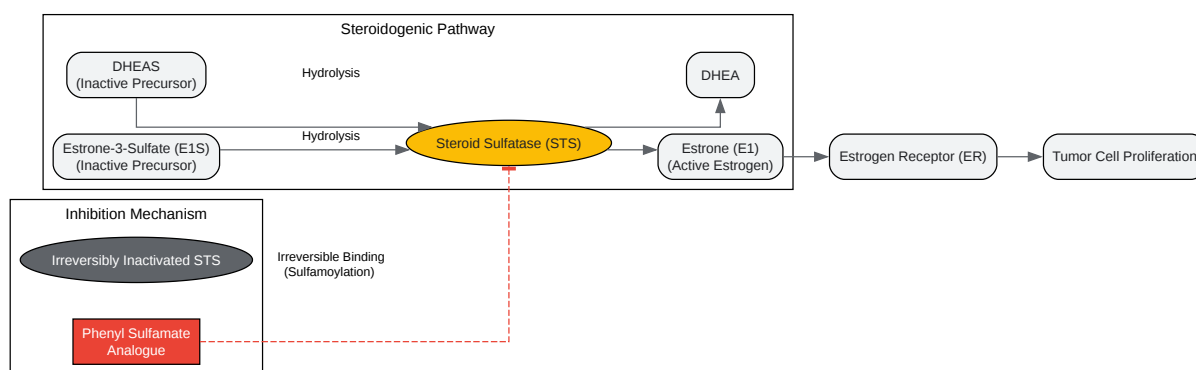 Steroidogenic Pathway
DHEAS
(Inactive Precursor)
Hydrolysis
DHEA
Estrone-3-Sulfate (E1S)
(Inactive Precursor)
Hydrolysis
Steroid Sulfatase (STS)
Estrone (E1)
(Active Estrogen)
Estrogen Receptor (ER)
Tumor Cell Proliferation
Inhibition Mechanism
Irreversibly Inactivated STS
Irreversible Binding
(Sulfamoylation)
Phenyl Sulfamate
Analogue